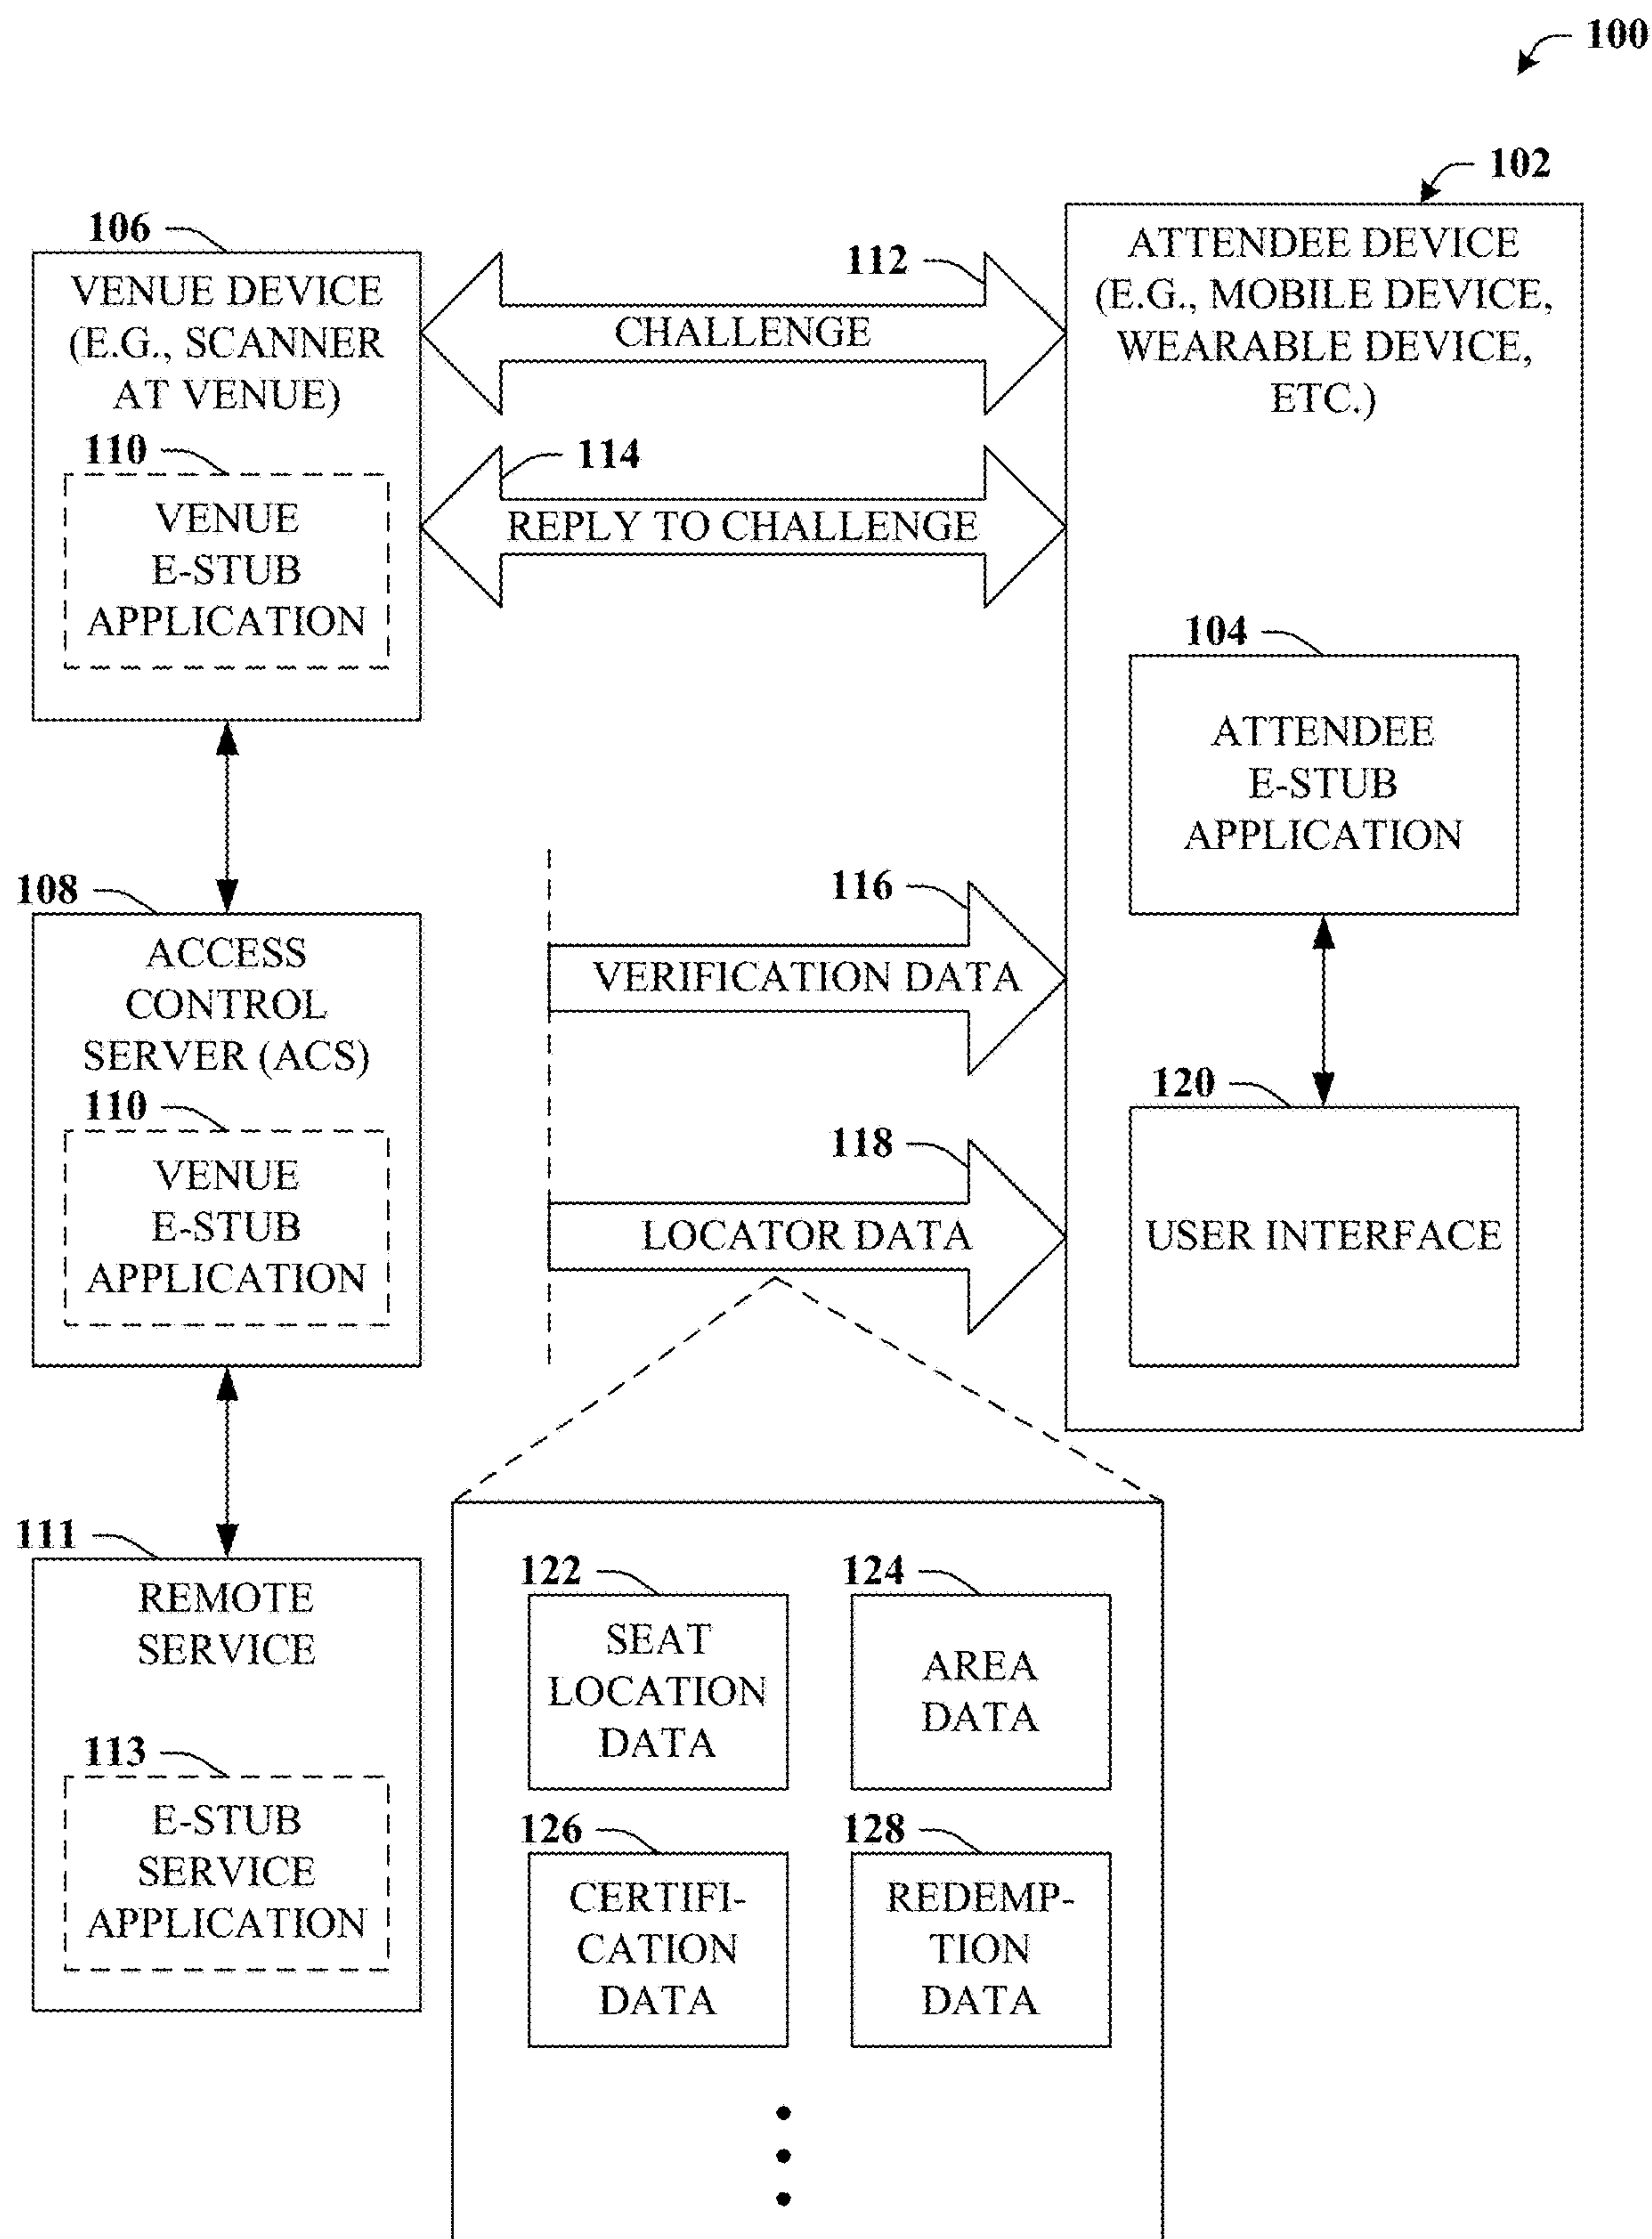 100
102
106
VENUE DEVICE
(E.G., SCANNER
AT VENUE)
110
VENUE
E-STUB
APPLICATION
112
CHALLENGE
114
REPLY TO CHALLENGE
ATTENDEE DEVICE
(E.G., MOBILE DEVICE,
WEARABLE DEVICE,
ETC.)
104
ATTENDEE
E-STUB
APPLICATION
108
ACCESS
CONTROL
SERVER (ACS)
110
VENUE
E-STUB
APPLICATION
116
VERIFICATION DATA
118
LOCATOR DATA
120
USER INTERFACE
111
REMOTE
SERVICE
113
E-STUB
SERVICE
APPLICATION
122
SEAT
LOCATION
DATA
124
AREA
DATA
126
CERTIFI-
CATION
DATA
128
REDEMP-
TION
DATA